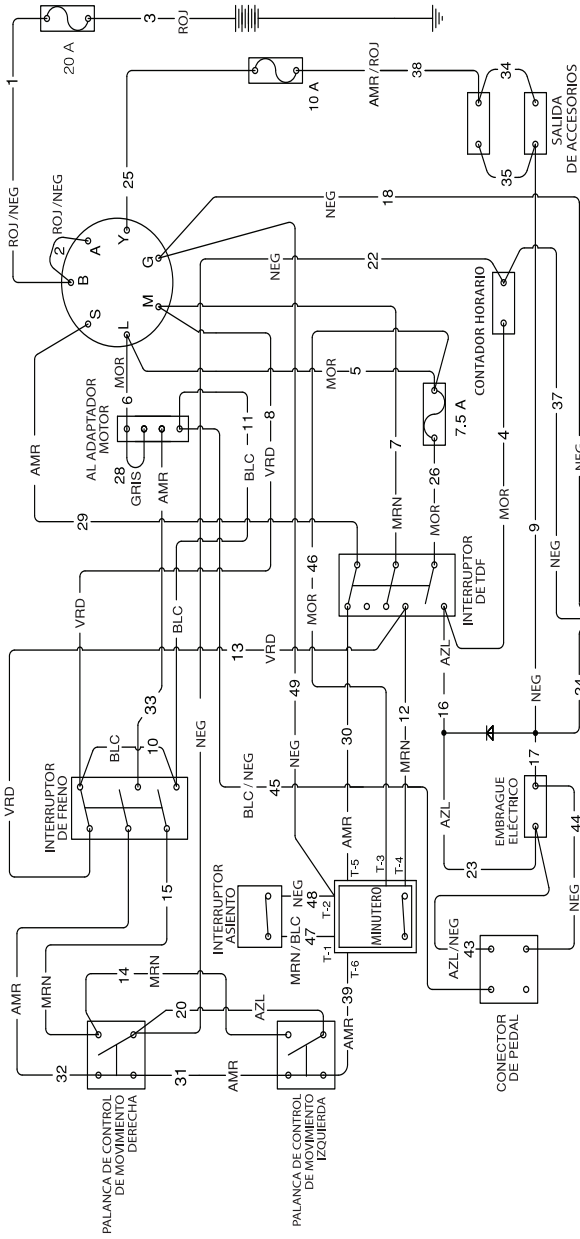 1
ROJ/NEG
20 A
3
ROJ
2
ROJ/NEG
B
A
S
Y
L
G
M
25
10 A
AMR/ROJ
38
34
35
SALIDA
DE ACCESORIOS
NEG
18
NEG
22
CONTADOR HORARIO
37
NEG
NEG
AMR
29
MOR
6
AL ADAPTADOR
MOTOR
28
GRIS
AMR
11
BLC
8
VRD
MOR
5
7.5 A
7
MRN
26
MOR
4
MOR
9
NEG
46
MOR
INTERRUPTOR
DE TDF
VRD
BLC
13
VRD
33
NEG
49
NEG
30
AMR
12
MRN
AZL
16
AZL
24
17
VRD
INTERRUPTOR
DE FRENO
BLC
10
BLC/NEG
45
15
INTERRUPTOR
ASIENTO
NEG
48
MRN/BLC
47
T-2
T-1
T-5
T-3
T-4
T-6
MINUTERO
23
EMBRAGUE
ELÉCTRICO
44
NEG
AZL/NEG
43
CONECTOR
DE PEDAL
AMR
MRN
14
MRN
32
20
AZL
31
AMR
AMR
39
PALANCA DE CONTROL
DE MOVIMIENTO
DERECHA
PALANCA DE CONTROL
DE MOVIMIENTO
IZQUIERDA